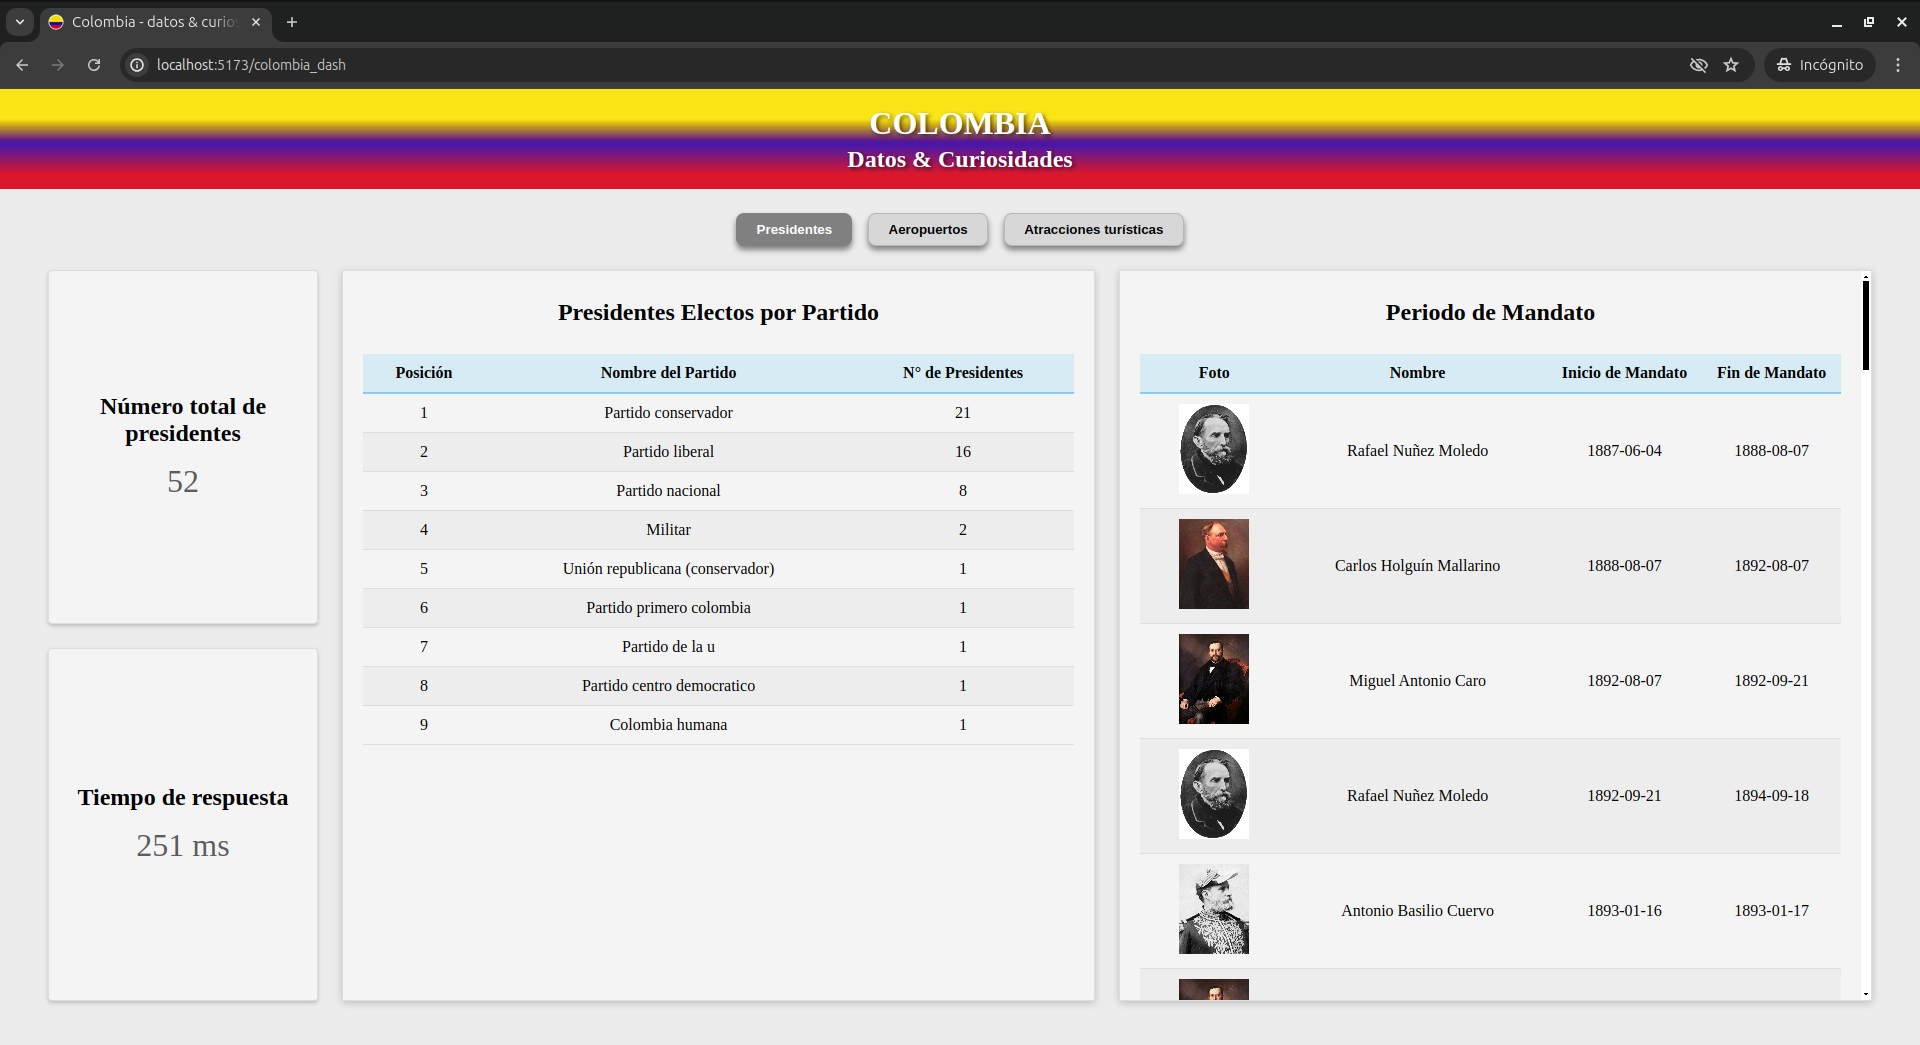 Colombia - datos & curio
localhost:5173/colombia_dash
Incógnito
COLOMBIA
Datos & Curiosidades
Presidentes
Aeropuertos
Atracciones turísticas
Número total de
presidentes
52
Tiempo de respuesta
251 ms
Presidentes Electos por Partido
Posición Nombre del Partido N° de Presidentes
1 Partido conservador 21
2 Partido liberal 16
3 Partido nacional 8
4 Militar 2
5 Unión republicana (conservador) 1
6 Partido primero colombia 1
7 Partido de la u 1
8 Partido centro democratico 1
9 Colombia humana 1
Periodo de Mandato
Foto Nombre Inicio de Mandato Fin de Mandato
Rafael Nuñez Moledo 1887-06-04 1888-08-07
Carlos Holguín Mallarino 1888-08-07 1892-08-07
Miguel Antonio Caro 1892-08-07 1892-09-21
Rafael Nuñez Moledo 1892-09-21 1894-09-18
Antonio Basilio Cuervo 1893-01-16 1893-01-17